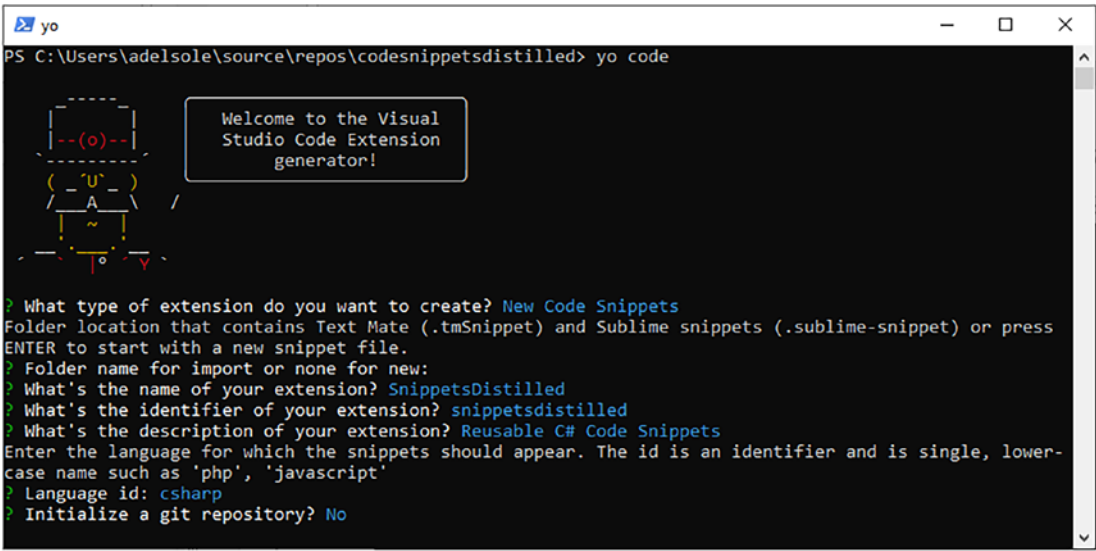 yo
PS C:\Users\adelsole\source\repos\codesnippetsdistilled> yo code
Welcome to the Visual
Studio Code Extension
generator!
? What type of extension do you want to create? New Code Snippets
Folder location that contains Text Mate (.tmSnippet) and Sublime snippets (.sublime-snippet) or press
ENTER to start with a new snippet file.
? Folder name for import or none for new:
? What's the name of your extension? SnippetsDistilled
? What's the identifier of your extension? snippetsdistilled
? What's the description of your extension? Reusable C# Code Snippets
Enter the language for which the snippets should appear. The id is an identifier and is single, lower-
case name such as 'php', 'javascript'
? Language id: csharp
? Initialize a git repository? No